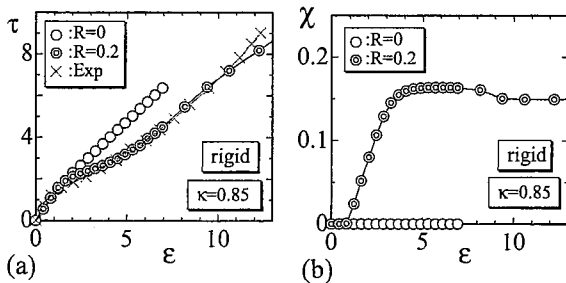 τ
8
4
0
○ :R=0
◎ :R=0.2
× :Exp
rigid
κ=0.85
0 5 10
(a) ε
χ
0.2
0.1
0
○ :R=0
◎ :R=0.2
rigid
κ=0.85
0 5 10
(b) ε